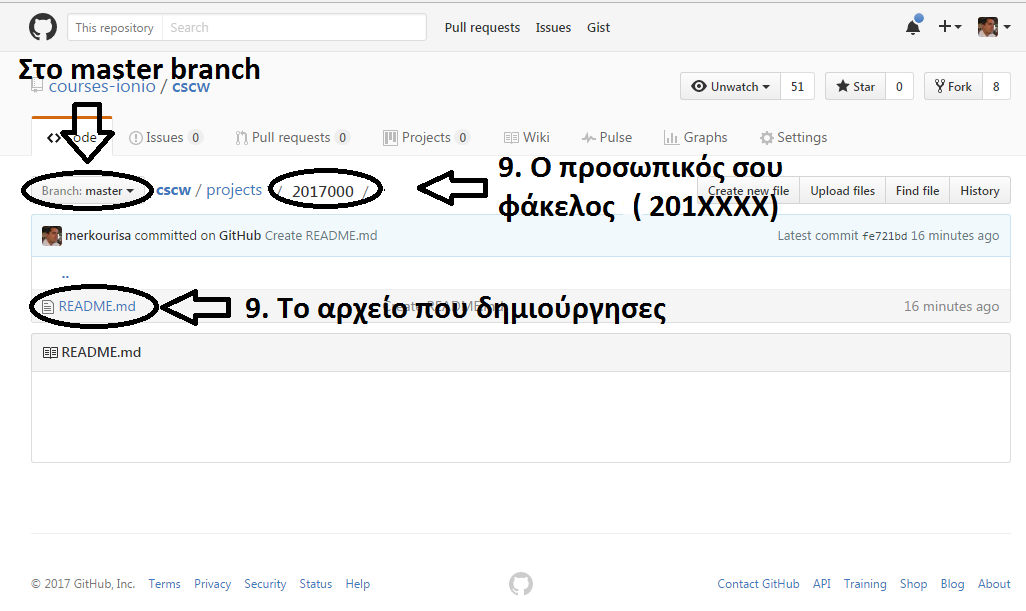 This repository Search Pull requests Issues Gist
Στο master branch
courses-ionio / cscw Unwatch 51 Star 0 Fork 8
Code Issues 0 Pull requests 0 Projects 0 Wiki Pulse Graphs Settings
9. Ο προσωπικός σου
φάκελος ( 201XXXX)
Branch: master cscw / projects / 2017000 / Create new file Upload files Find file History
merkourisa committed on GitHub Create README.md Latest commit fe721bd 16 minutes ago
..
README.md Create README.md 16 minutes ago
9. Το αρχείο που δημιούργησες
README.md
© 2017 GitHub, Inc. Terms Privacy Security Status Help Contact GitHub API Training Shop Blog About